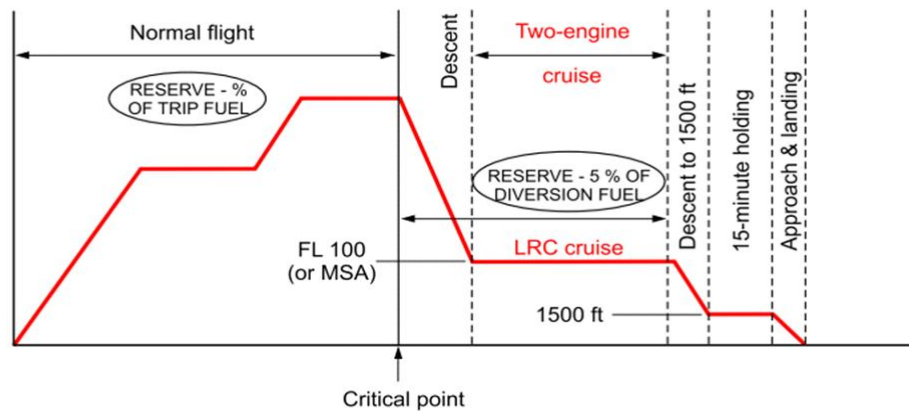 Normal flight
RESERVE - %
OF TRIP FUEL
Descent
Two-engine
cruise
RESERVE - 5 % OF
DIVERSION FUEL
LRC cruise
Descent to 1500 ft
15-minute holding
Approach & landing
FL 100
(or MSA)
1500 ft
Critical point